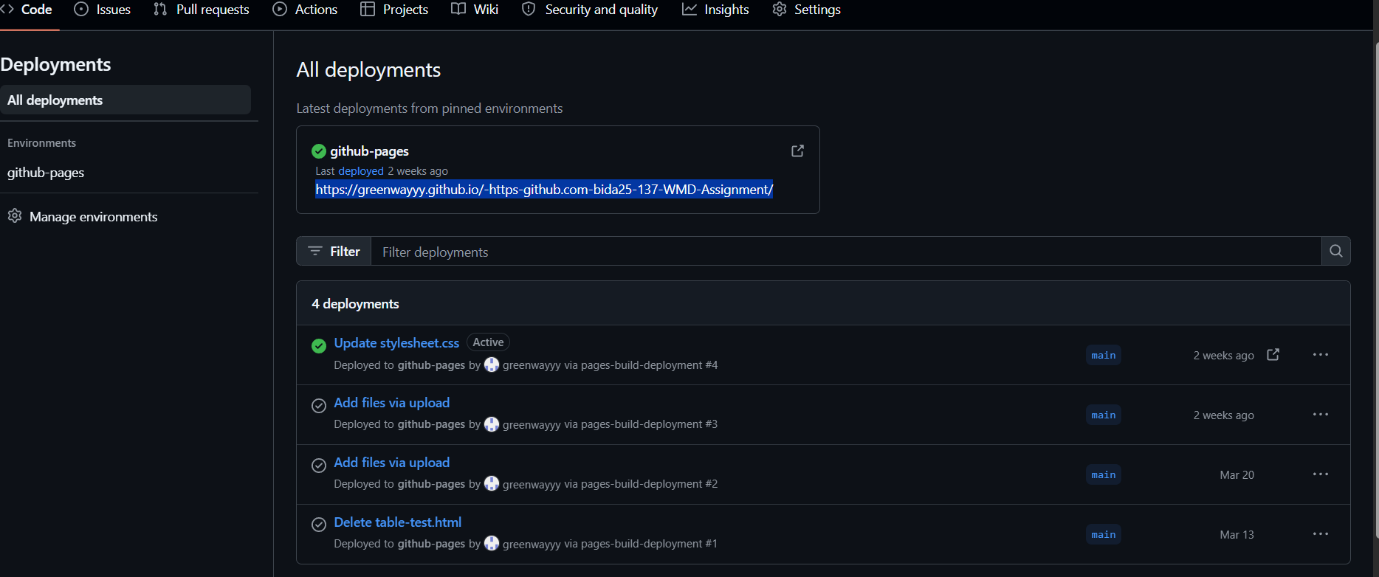 Code Issues Pull requests Actions Projects Wiki Security and quality Insights Settings
Deployments
All deployments
Environments
github-pages
Manage environments
All deployments
Latest deployments from pinned environments
github-pages
Last deployed 2 weeks ago
https://greenwayyy.github.io/-https-github.com-bida25-137-WMD-Assignment/
Filter Filter deployments
4 deployments
Update stylesheet.css Active
Deployed to github-pages by greenwayyy via pages-build-deployment #4
main 2 weeks ago
Add files via upload
Deployed to github-pages by greenwayyy via pages-build-deployment #3
main 2 weeks ago
Add files via upload
Deployed to github-pages by greenwayyy via pages-build-deployment #2
main Mar 20
Delete table-test.html
Deployed to github-pages by greenwayyy via pages-build-deployment #1
main Mar 13